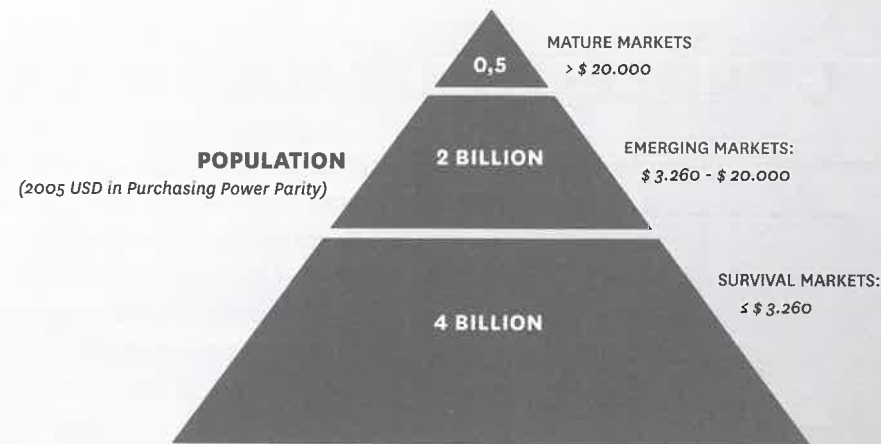 0,5
MATURE MARKETS
> $ 20.000
POPULATION
(2005 USD in Purchasing Power Parity)
2 BILLION
EMERGING MARKETS:
$ 3.260 - $ 20.000
4 BILLION
SURVIVAL MARKETS:
≤ $ 3.260